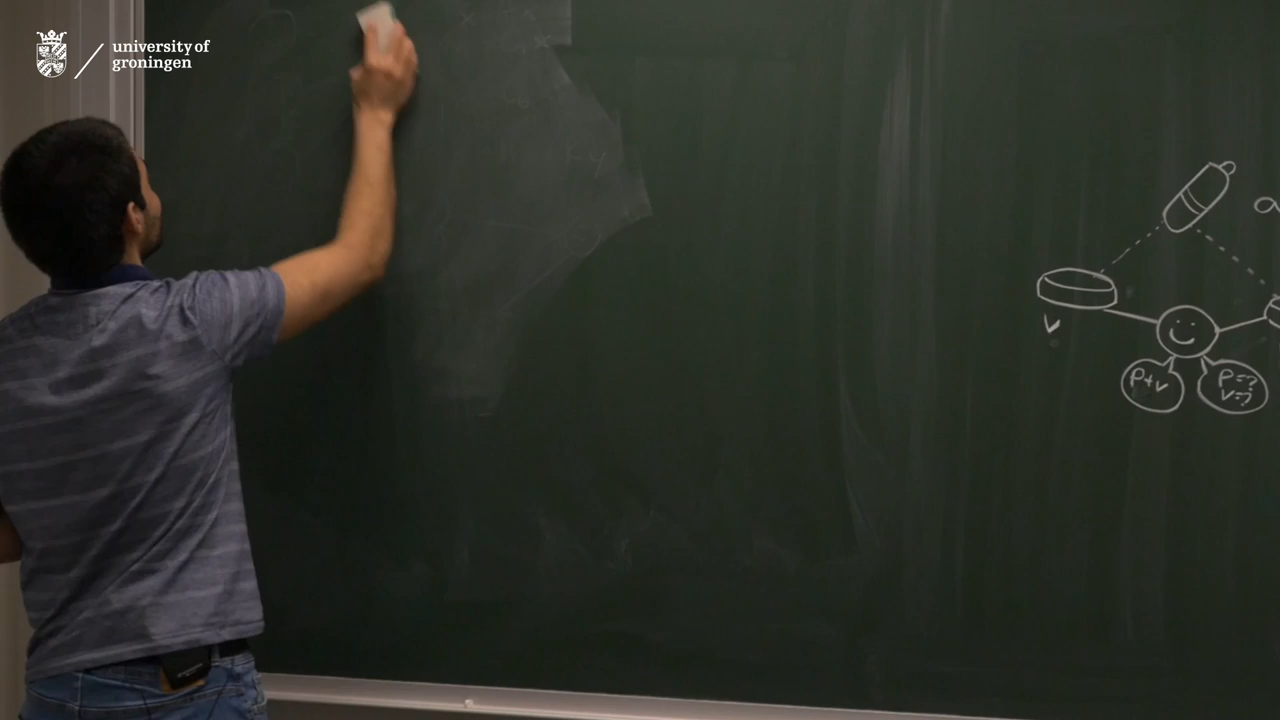 university of
groningen
a
v
P+v
P=?
v=?